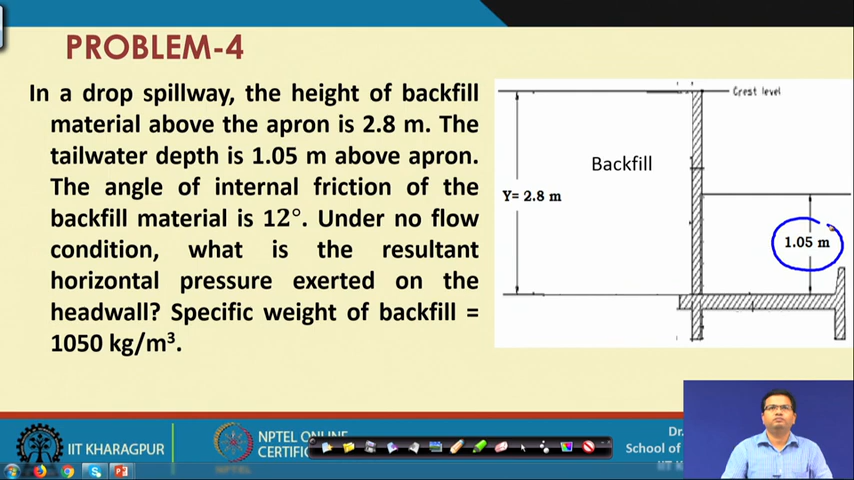 PROBLEM-4
In a drop spillway, the height of backfill
material above the apron is 2.8 m. The
tailwater depth is 1.05 m above apron.
The angle of internal friction of the
backfill material is 12°. Under no flow
condition, what is the resultant
horizontal pressure exerted on the
headwall? Specific weight of backfill =
1050 kg/m³.
Crest level
Backfill
Y= 2.8 m
1.05 m
IIT KHARAGPUR
NPTEL ONLINE
CERTIFIC
Dr.
School of